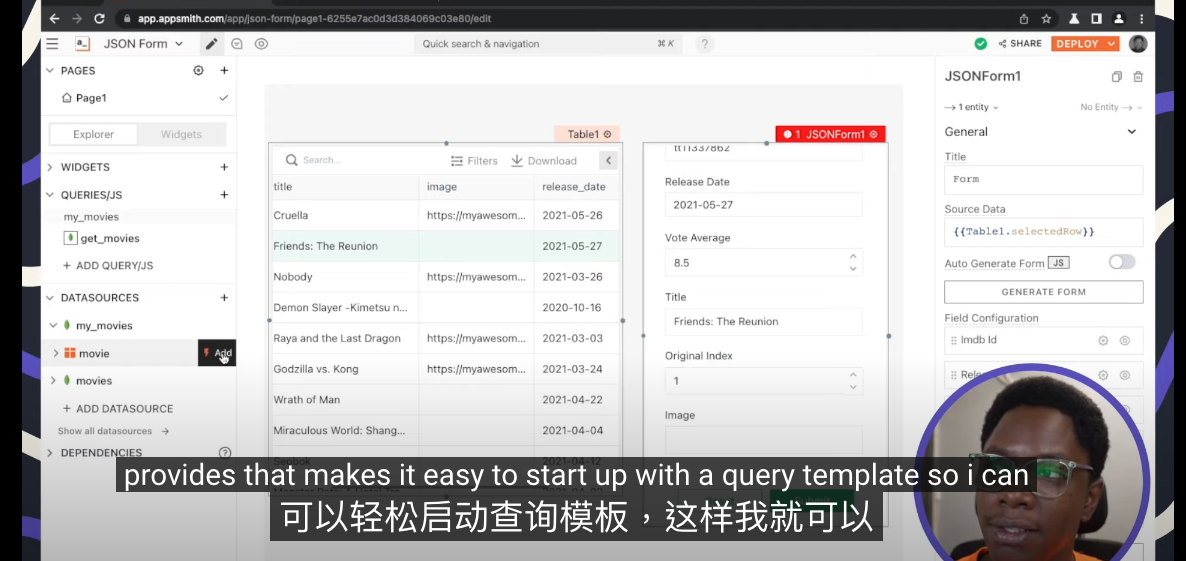 app.appsmith.com/app/json-form/page1-6255e7ac0d3d384069c03e80/edit
a_ JSON Form
Quick search & navigation ⌘ K ?
SHARE DEPLOY
PAGES
Page1
Explorer Widgets
WIDGETS
QUERIES/JS
my_movies
get_movies
+ ADD QUERY/JS
DATASOURCES
my_movies
movie Add
movies
+ ADD DATASOURCE
Show all datasources →
DEPENDENCIES ?
Table1
Search... Filters Download
title image release_date
Cruella https://myawesom... 2021-05-26
Friends: The Reunion 2021-05-27
Nobody https://myawesom... 2021-03-26
Demon Slayer -Kimetsu n... 2020-10-16
Raya and the Last Dragon https://myawesom... 2021-03-03
Godzilla vs. Kong https://myawesom... 2021-03-24
Wrath of Man 2021-04-22
Miraculous World: Shang... 2021-04-04
1 JSONForm1
tt11337862
Release Date
2021-05-27
Vote Average
8.5
Title
Friends: The Reunion
Original Index
1
Image
JSONForm1
→ 1 entity No Entity →
General
Title
Form
Source Data
{{Table1.selectedRow}}
Auto Generate Form JS
GENERATE FORM
Field Configuration
Imdb Id
provides that makes it easy to start up with a query template so i can
可以轻松启动查询模板，这样我就可以